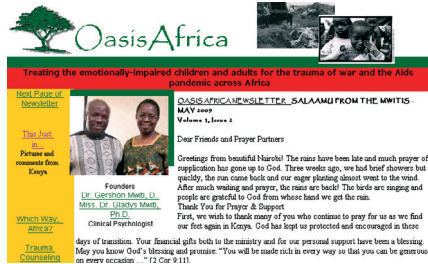 OasisAfrica
Treating the emotionally-impaired children and adults for the trauma of war and the Aids
pandemic across Africa
Next Page of
Newsletter
This Just
in...
Pictures and
comments from
Kenya
Which Way,
Africa?
Trauma
Counseling
Founders
Dr. Gershon Mwiti, D.
Miss. Dr. Gladys Mwiti,
Ph.D.
Clinical Psychologist
OASIS AFRICA NEWSLETTER SALAAMU FROM THE MWITIS -
MAY 2009
Volume 1, Issue 2
Dear Friends and Prayer Partners
Greetings from beautiful Nairobi! The rains have been late and much prayer of
supplication has gone up to God. Three weeks ago, we had brief showers but
quickly, the sun came back and our eager planting almost went to the wind.
After much waiting and prayer, the rains are back! The birds are singing and
people are grateful to God from whose hand we get the rain.
Thank You for Prayer & Support
First, we wish to thank many of you who continue to pray for us as we find
our feet again in Kenya. God has kept us protected and encouraged in these
days of transition. Your financial gifts both to the ministry and for our personal support have been a blessing.
May you know God's blessing and promise. "You will be made rich in every way so that you can be generous
on every occasion ..." [2 Cor 9:11].